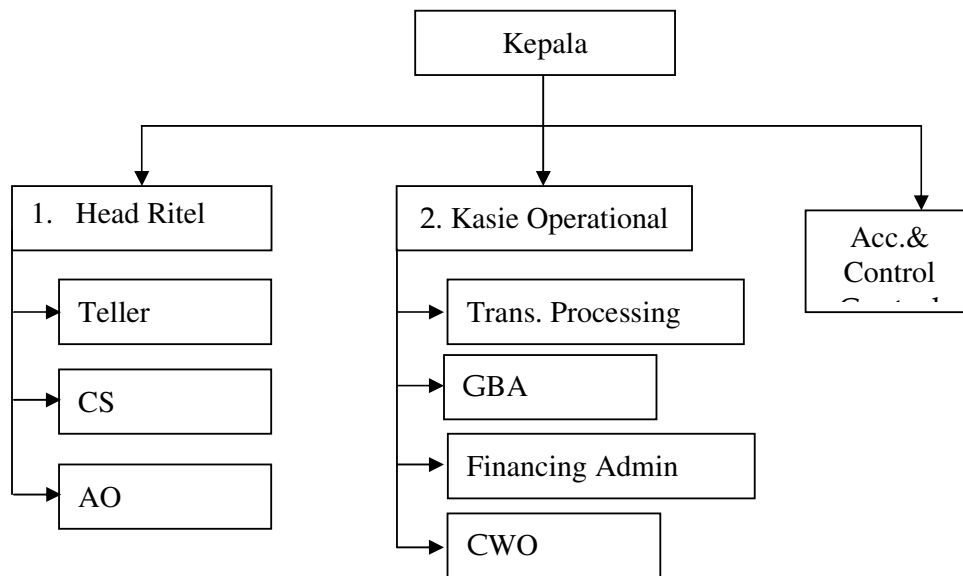 Kepala
1. Head Ritel
2. Kasie Operational
Acc.&
Control
Teller
Trans. Processing
CS
GBA
AO
Financing Admin
CWO